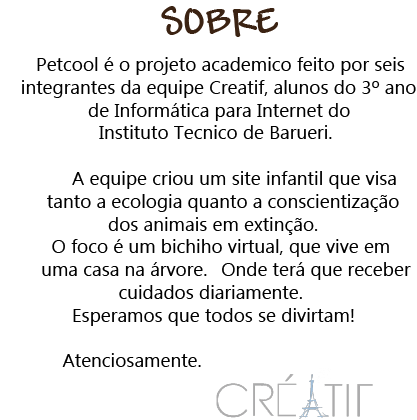 SOBRE
Petcool é o projeto academico feito por seis
integrantes da equipe Creatif, alunos do 3º ano
de Informática para Internet do
Instituto Tecnico de Barueri.
A equipe criou um site infantil que visa
tanto a ecologia quanto a conscientização
dos animais em extinção.
O foco é um bichiho virtual, que vive em
uma casa na árvore. Onde terá que receber
cuidados diariamente.
Esperamos que todos se divirtam!
Atenciosamente.
CRÉATIF